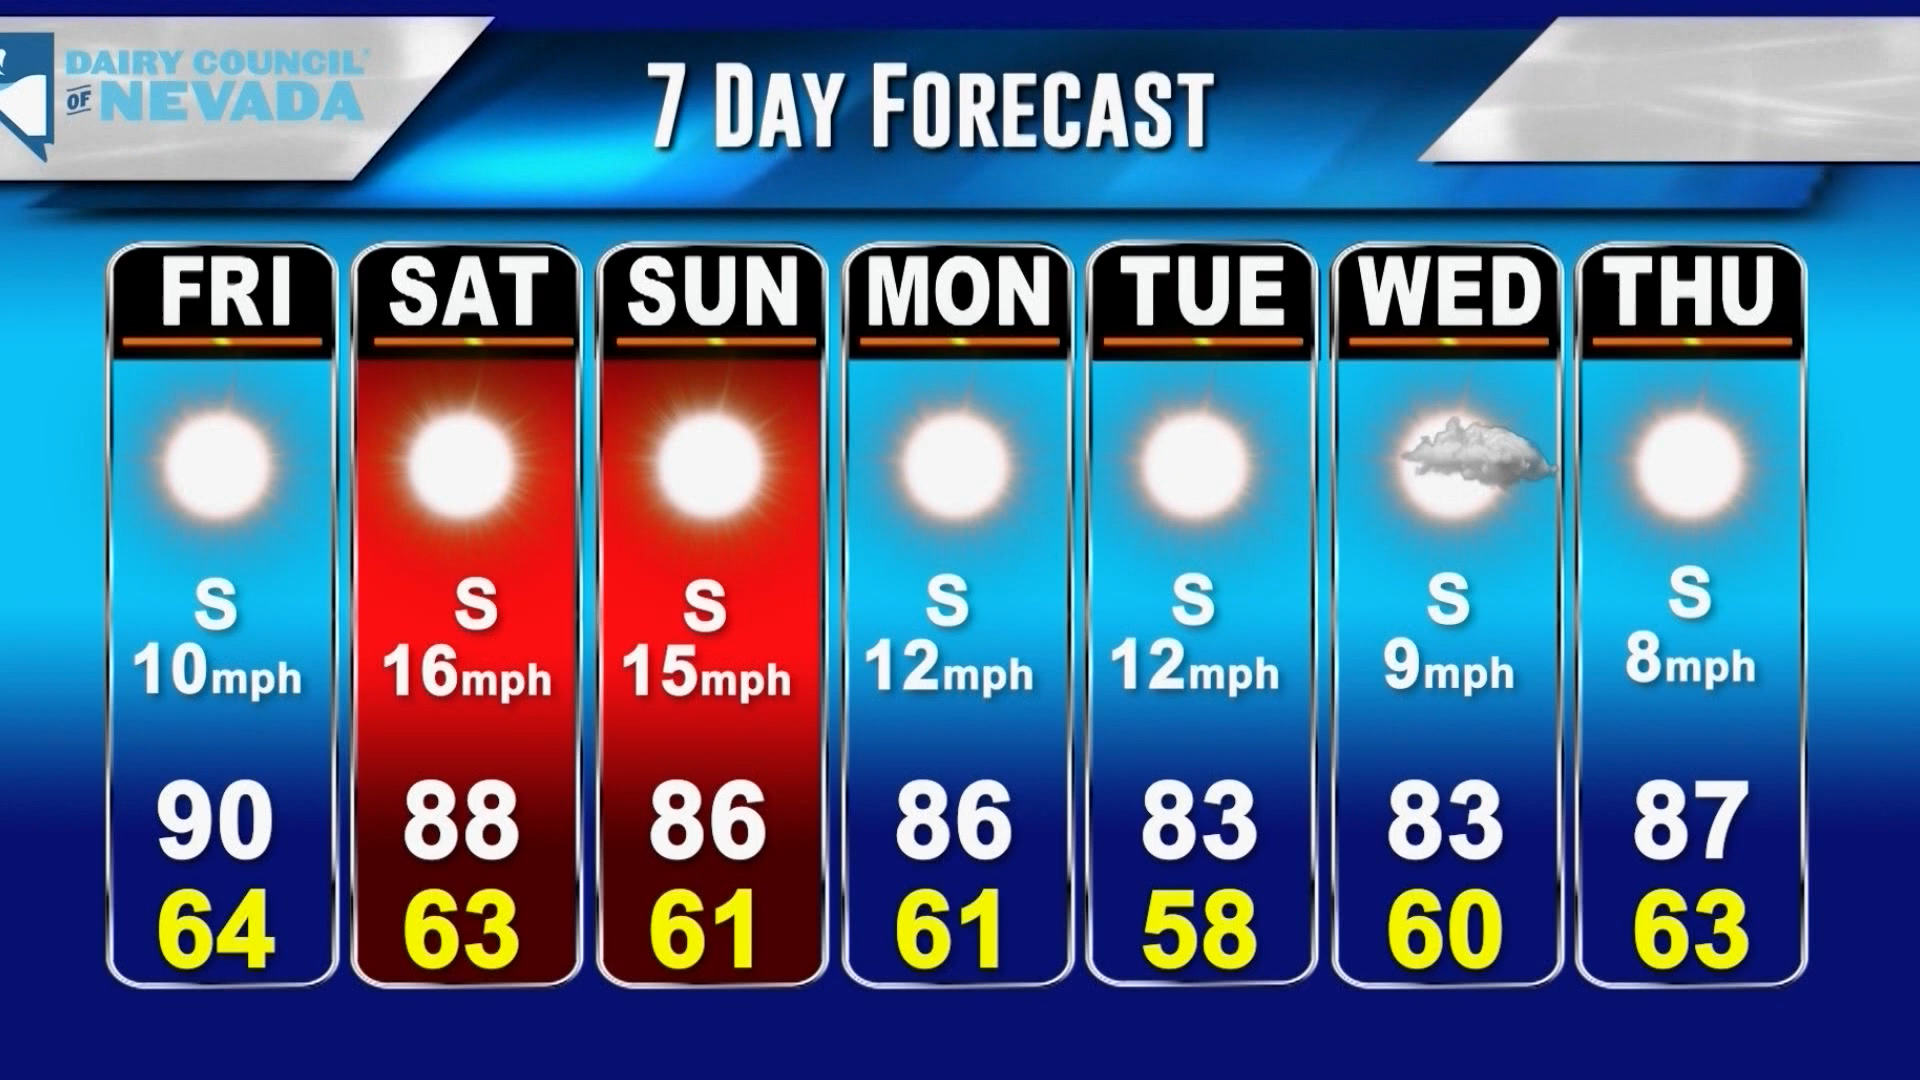 DAIRY COUNCIL
OF NEVADA
7 DAY FORECAST
FRI SAT SUN MON TUE WED THU
S S S S S S S
10mph 16mph 15mph 12mph 12mph 9mph 8mph
90 88 86 86 83 83 87
64 63 61 61 58 60 63